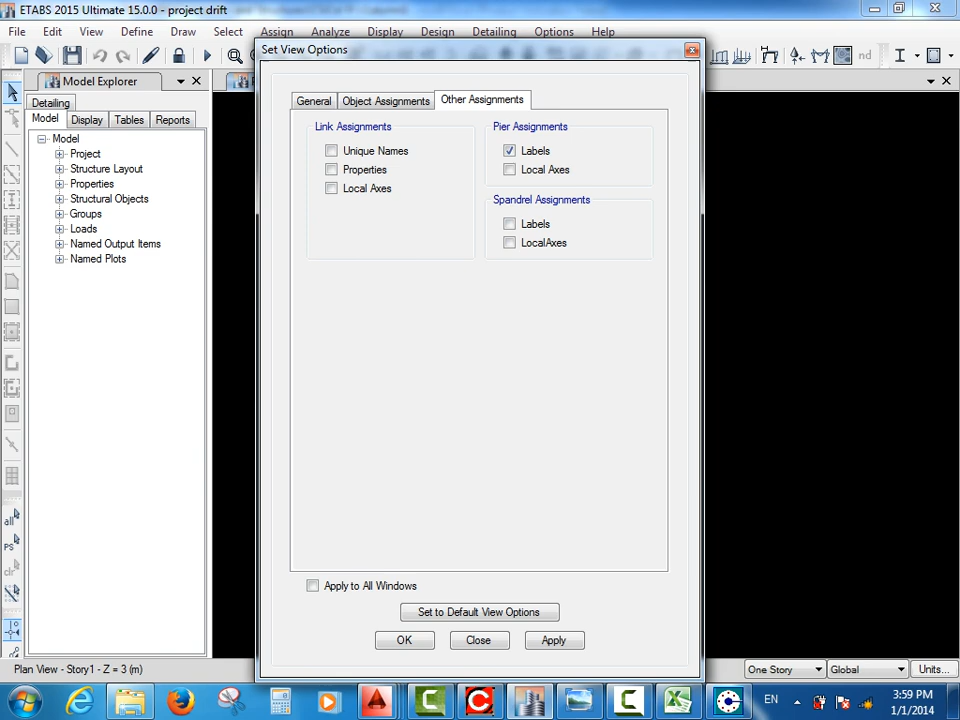 ETABS 2015 Ultimate 15.0.0 - project drift
File Edit View Define Draw Select Assign Analyze Display Design Detailing Options Help
Set View Options
nd
Model Explorer
Detailing
Model Display Tables Reports
Model
Project
Structure Layout
Properties
Structural Objects
Groups
Loads
Named Output Items
Named Plots
General Object Assignments Other Assignments
Link Assignments
Unique Names
Properties
Local Axes
Pier Assignments
Labels
Local Axes
Spandrel Assignments
Labels
LocalAxes
Apply to All Windows
Set to Default View Options
OK Close Apply
all
PS
clr
Plan View - Story1 - Z = 3 (m)
One Story Global Units...
EN
3:59 PM
1/1/2014